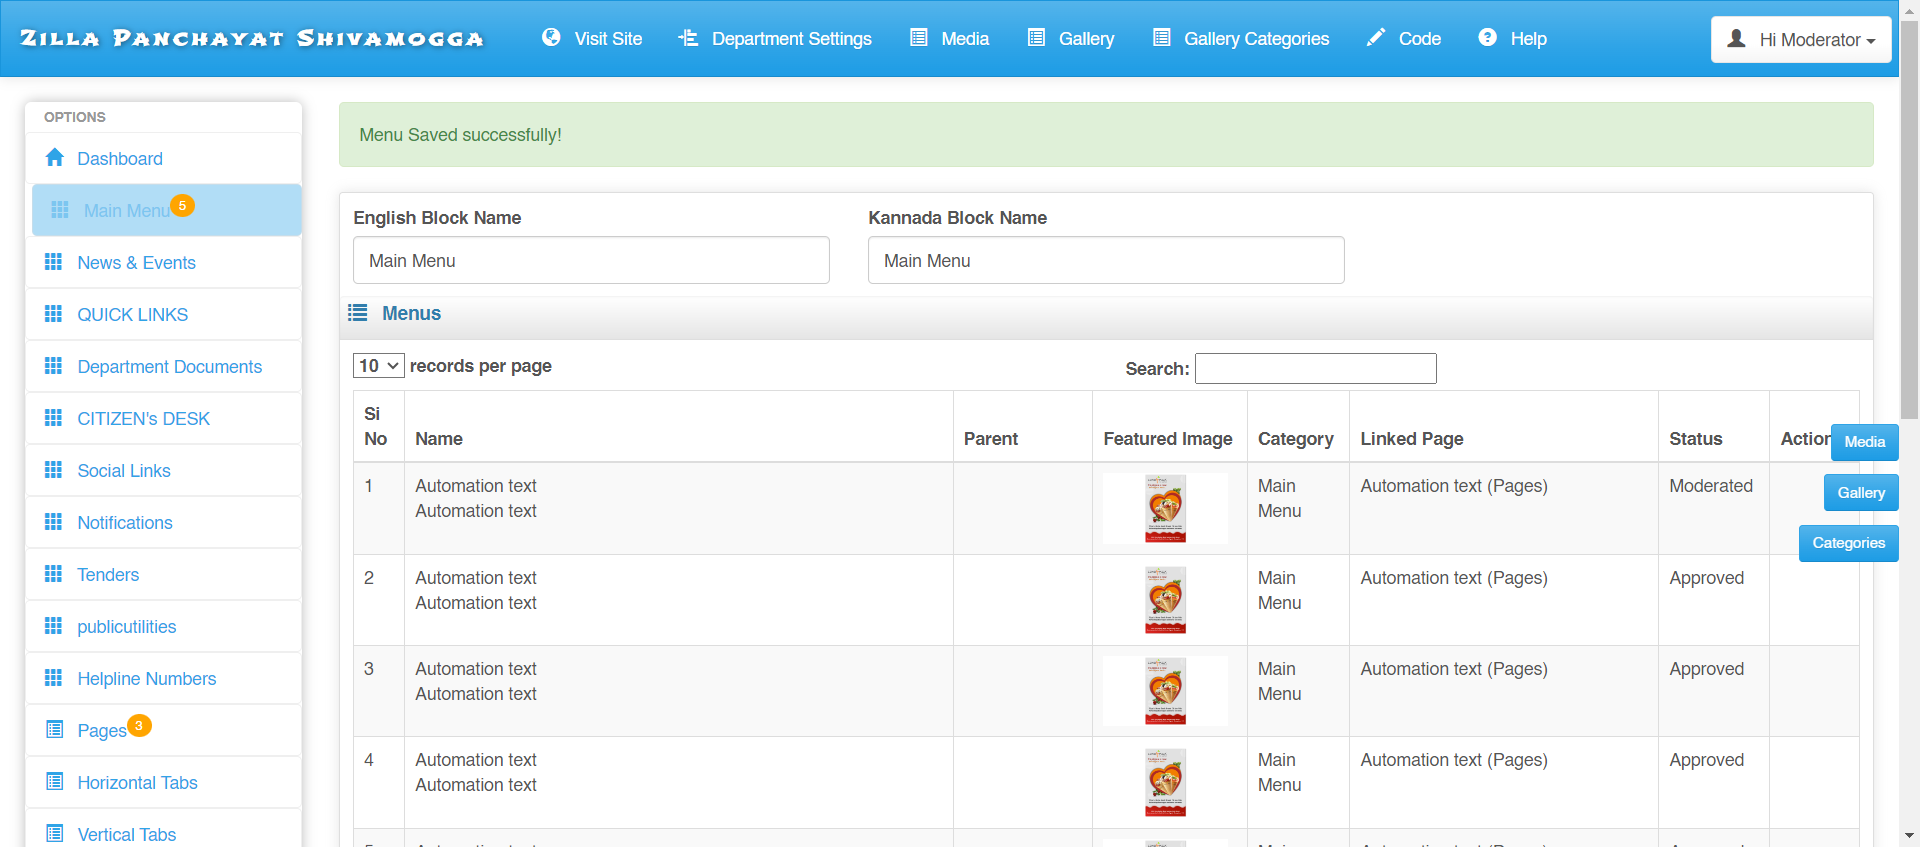 Zilla Panchayat Shivamogga
Visit Site
Department Settings
Media
Gallery
Gallery Categories
Code
Help
Hi Moderator
OPTIONS
Dashboard
Main Menu 5
News & Events
QUICK LINKS
Department Documents
CITIZEN's DESK
Social Links
Notifications
Tenders
publicutilities
Helpline Numbers
Pages 3
Horizontal Tabs
Vertical Tabs
Menu Saved successfully!
English Block Name
Kannada Block Name
Main Menu
Main Menu
Menus
10 records per page
Search:
Si No
Name
Parent
Featured Image
Category
Linked Page
Status
Action
1
Automation text
Automation text
Main Menu
Automation text (Pages)
Moderated
2
Automation text
Automation text
Main Menu
Automation text (Pages)
Approved
3
Automation text
Automation text
Main Menu
Automation text (Pages)
Approved
4
Automation text
Automation text
Main Menu
Automation text (Pages)
Approved
Media
Gallery
Categories